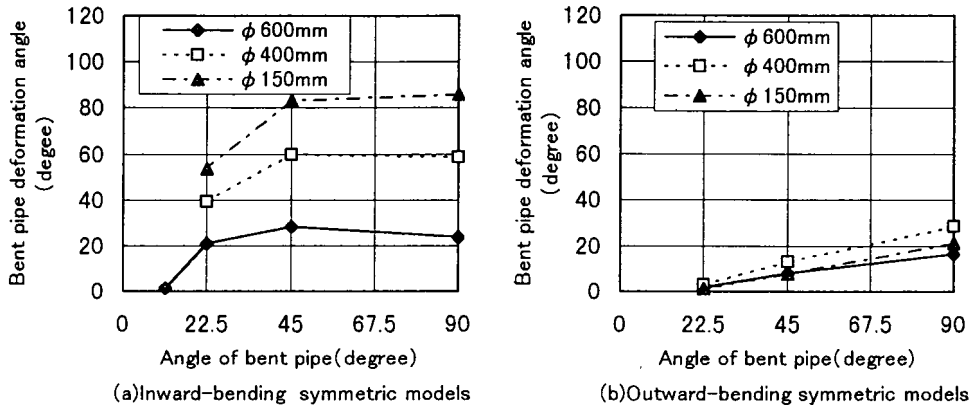 Bent pipe deformation angle
(degee)
120
100
80
60
40
20
0
φ 600mm
φ 400mm
φ 150mm
0 22.5 45 67.5 90
Angle of bent pipe(degree)
(a)Inward-bending symmetric models
Bent pipe deformation angle
(degree)
120
100
80
60
40
20
0
φ 600mm
φ 400mm
φ 150mm
0 22.5 45 67.5 90
Angle of bent pipe(degree)
(b)Outward-bending symmetric models